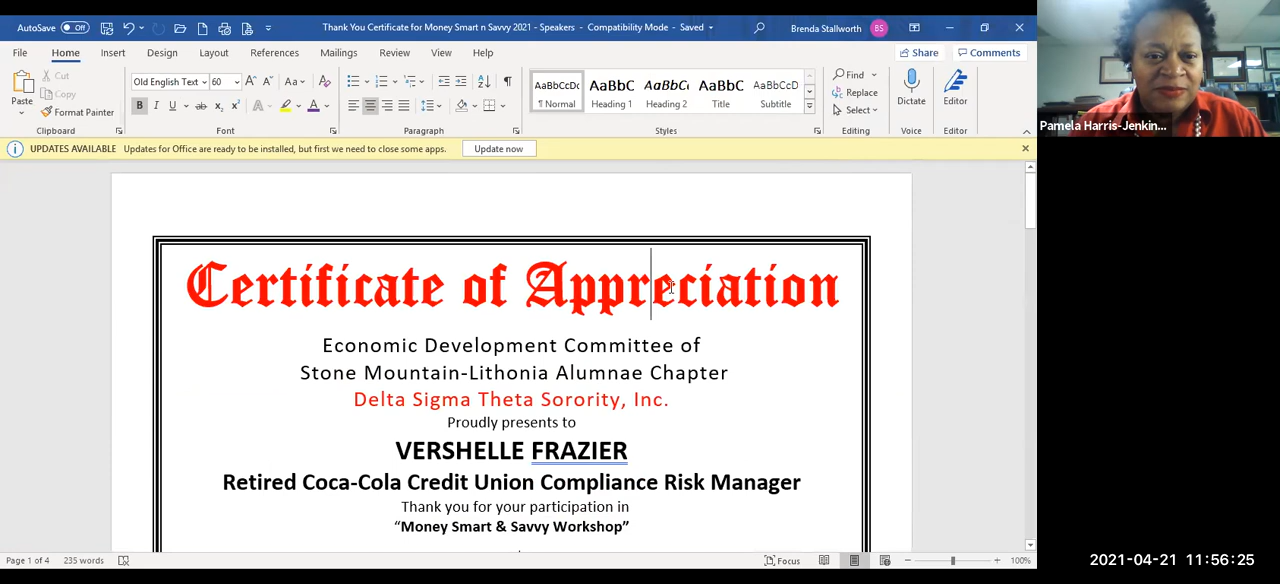 AutoSave Off Thank You Certificate for Money Smart n Savvy 2021 - Speakers - Compatibility Mode - Saved Brenda Stallworth BS
File Home Insert Design Layout References Mailings Review View Help Share Comments
Paste Cut Copy Format Painter
Old English Text 60
AaBbCcDc AaBbC AaBbCc AaBbC AaBbCcD
¶ Normal Heading 1 Heading 2 Title Subtitle
Find Replace Select
Dictate Editor
Clipboard Font Paragraph Styles Editing Voice Editor
UPDATES AVAILABLE Updates for Office are ready to be installed, but first we need to close some apps. Update now
Pamela Harris-Jenkin...
Certificate of Appreciation
Economic Development Committee of
Stone Mountain-Lithonia Alumnae Chapter
Delta Sigma Theta Sorority, Inc.
Proudly presents to
VERSHELLE FRAZIER
Retired Coca-Cola Credit Union Compliance Risk Manager
Thank you for your participation in
“Money Smart & Savvy Workshop”
Page 1 of 4 235 words Focus 100%
2021-04-21 11:56:25